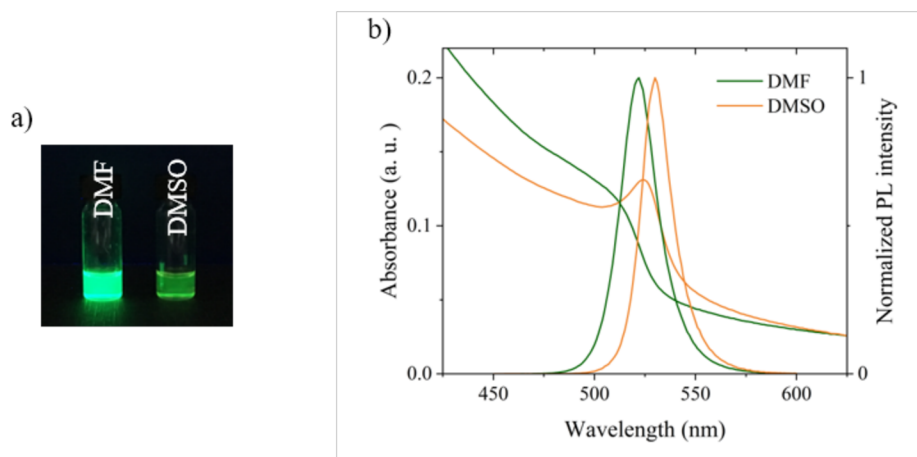 a)
DMF
DMSO
b)
DMF
DMSO
Absorbance (a. u. )
Normalized PL intensity
0.2
0.1
0.0
1
0
450
500
550
600
Wavelength (nm)